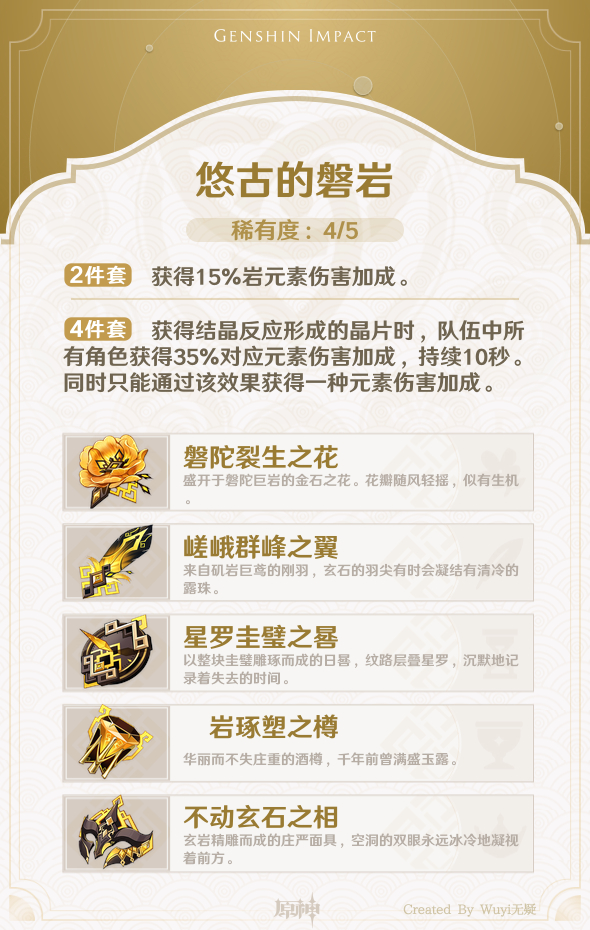 GENSHIN IMPACT
悠古的磐岩
稀有度：4/5
2件套 获得15%岩元素伤害加成。
4件套 获得结晶反应形成的晶片时，队伍中所
有角色获得35%对应元素伤害加成，持续10秒。
同时只能通过该效果获得一种元素伤害加成。
磐陀裂生之花
盛开于磐陀巨岩的金石之花。花瓣随风轻摇，似有生机
。
嵯峨群峰之翼
来自矶岩巨鸢的刚羽，玄石的羽尖有时会凝结有清冷的
露珠。
星罗圭璧之晷
以整块圭璧雕琢而成的日晷，纹路层叠星罗，沉默地记
录着失去的时间。
岩琢塑之樽
华丽而不失庄重的酒樽，千年前曾满盛玉露。
不动玄石之相
玄岩精雕而成的庄严面具，空洞的双眼永远冰冷地凝视
着前方。
原神
Created By Wuyi无疑